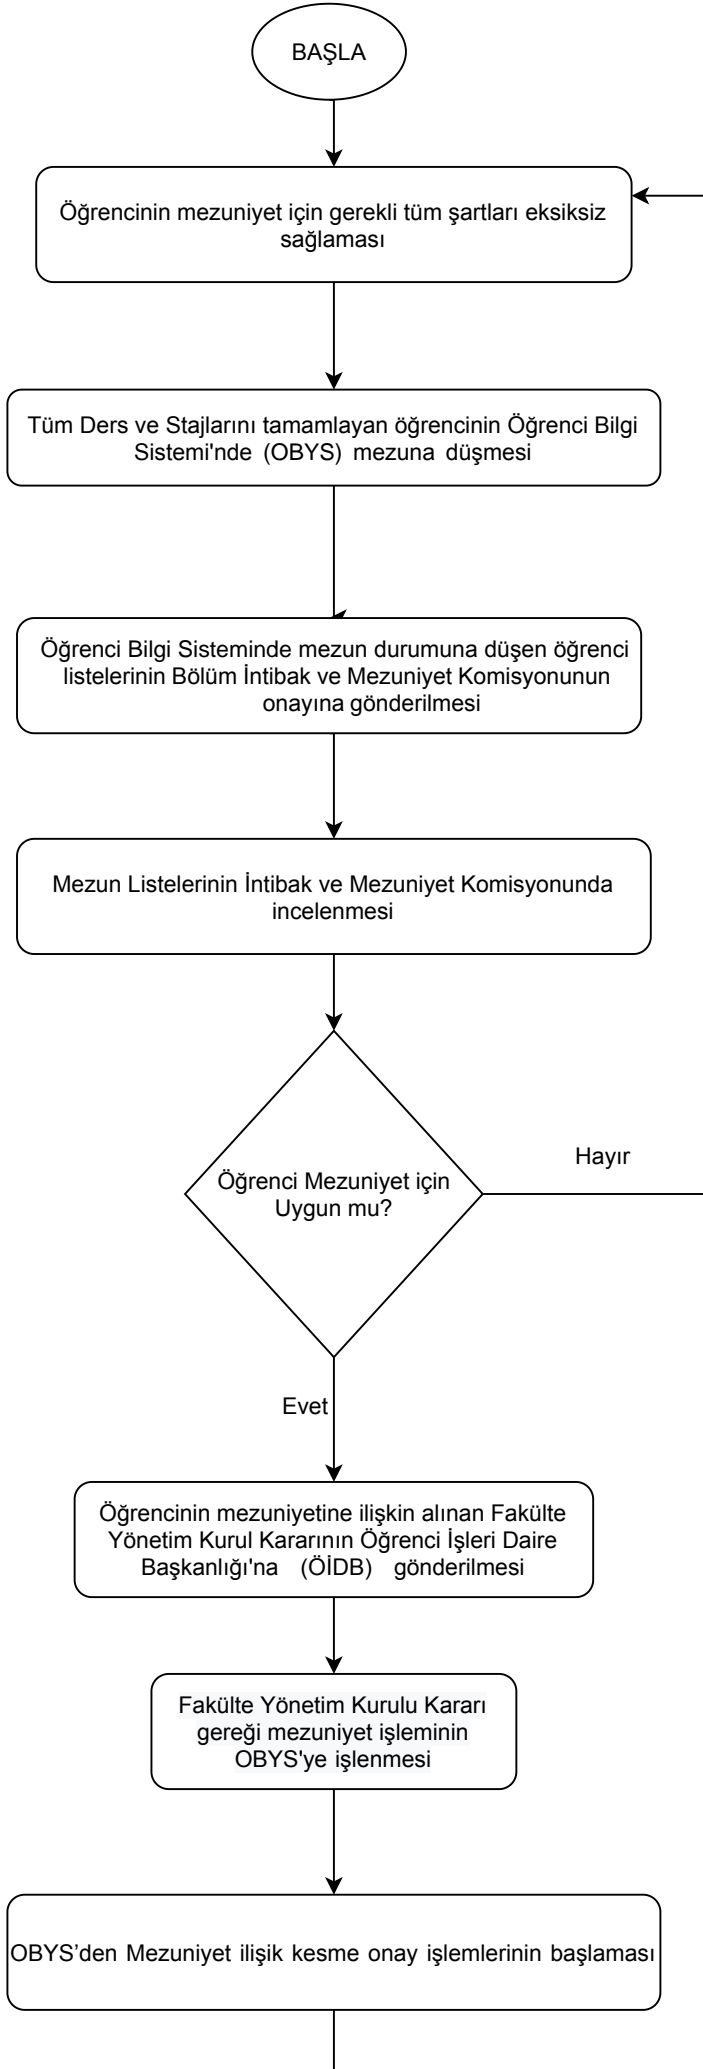 BAŞLA
Öğrencinin mezuniyet için gerekli tüm şartları eksiksiz
sağlaması
Tüm Ders ve Stajlarını tamamlayan öğrencinin Öğrenci Bilgi
Sistemi'nde (OBYS) mezuna düşmesi
Öğrenci Bilgi Sisteminde mezun durumuna düşen öğrenci
listelerinin Bölüm İntibak ve Mezuniyet Komisyonunun
onayına gönderilmesi
Mezun Listelerinin İntibak ve Mezuniyet Komisyonunda
incelenmesi
Hayır
Öğrenci Mezuniyet için
Uygun mu?
Evet
Öğrencinin mezuniyetine ilişkin alınan Fakülte
Yönetim Kurul Kararının Öğrenci İşleri Daire
Başkanlığı'na (ÖİDB) gönderilmesi
Fakülte Yönetim Kurulu Kararı
gereği mezuniyet işleminin
OBYS'ye işlenmesi
OBYS’den Mezuniyet ilişik kesme onay işlemlerinin başlaması